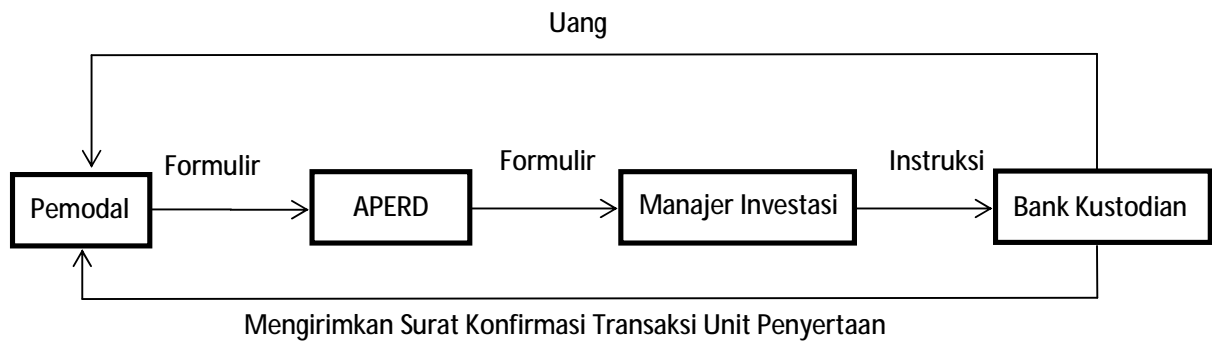 Uang
Formulir
Formulir
Instruksi
Pemodal
APERD
Manajer Investasi
Bank Kustodian
Mengirimkan Surat Konfirmasi Transaksi Unit Penyertaan